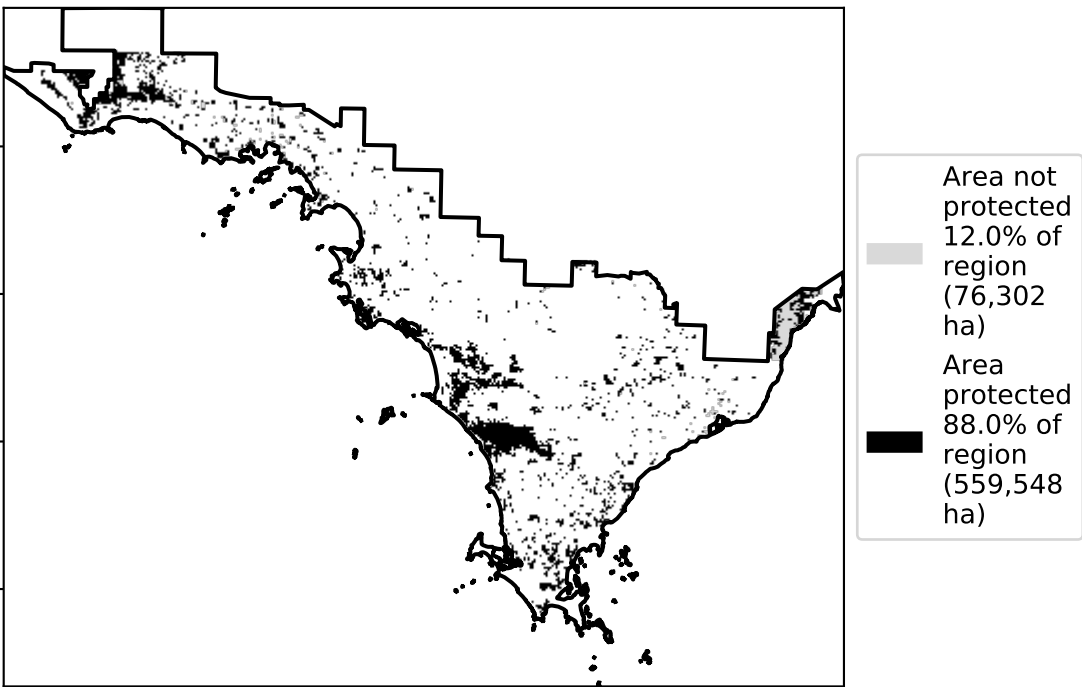 Area not
protected
12.0% of
region
(76,302
ha)
Area
protected
88.0% of
region
(559,548
ha)